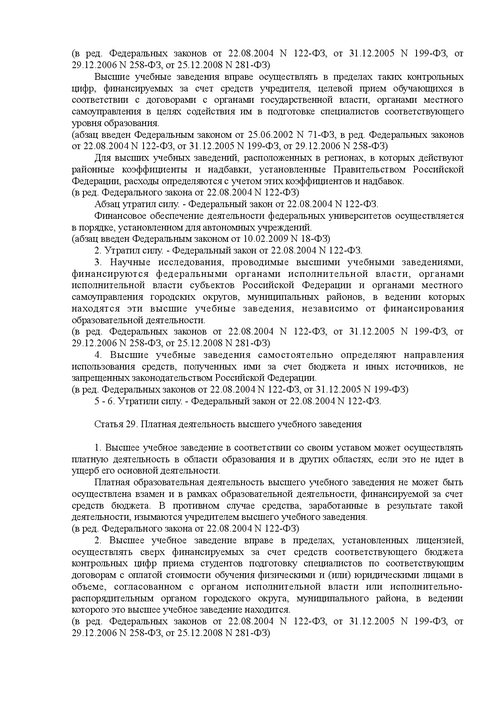 (в ред. Федеральных законов от 22.08.2004 N 122-ФЗ, от 31.12.2005 N 199-ФЗ, от
29.12.2006 N 258-ФЗ, от 25.12.2008 N 281-ФЗ)
Высшие учебные заведения вправе осуществлять в пределах таких контрольных
цифр, финансируемых за счет средств учредителя, целевой прием обучающихся в
соответствии с договорами с органами государственной власти, органами местного
самоуправления в целях содействия им в подготовке специалистов соответствующего
уровня образования.
(абзац введен Федеральным законом от 25.06.2002 N 71-ФЗ, в ред. Федеральных законов
от 22.08.2004 N 122-ФЗ, от 31.12.2005 N 199-ФЗ, от 29.12.2006 N 258-ФЗ)
Для высших учебных заведений, расположенных в регионах, в которых действуют
районные коэффициенты и надбавки, установленные Правительством Российской
Федерации, расходы определяются с учетом этих коэффициентов и надбавок.
(в ред. Федерального закона от 22.08.2004 N 122-ФЗ)
Абзац утратил силу. - Федеральный закон от 22.08.2004 N 122-ФЗ.
Финансовое обеспечение деятельности федеральных университетов осуществляется
в порядке, установленном для автономных учреждений.
(абзац введен Федеральным законом от 10.02.2009 N 18-ФЗ)
2. Утратил силу. - Федеральный закон от 22.08.2004 N 122-ФЗ.
3. Научные исследования, проводимые высшими учебными заведениями,
финансируются федеральными органами исполнительной власти, органами
исполнительной власти субъектов Российской Федерации и органами местного
самоуправления городских округов, муниципальных районов, в ведении которых
находятся эти высшие учебные заведения, независимо от финансирования
образовательной деятельности.
(в ред. Федеральных законов от 22.08.2004 N 122-ФЗ, от 31.12.2005 N 199-ФЗ, от
29.12.2006 N 258-ФЗ, от 25.12.2008 N 281-ФЗ)
4. Высшие учебные заведения самостоятельно определяют направления
использования средств, полученных ими за счет бюджета и иных источников, не
запрещенных законодательством Российской Федерации.
(в ред. Федеральных законов от 22.08.2004 N 122-ФЗ, от 31.12.2005 N 199-ФЗ)
5 - 6. Утратили силу. - Федеральный закон от 22.08.2004 N 122-ФЗ.
Статья 29. Платная деятельность высшего учебного заведения
1. Высшее учебное заведение в соответствии со своим уставом может осуществлять
платную деятельность в области образования и в других областях, если это не идет в
ущерб его основной деятельности.
Платная образовательная деятельность высшего учебного заведения не может быть
осуществлена взамен и в рамках образовательной деятельности, финансируемой за счет
средств бюджета. В противном случае средства, заработанные в результате такой
деятельности, изымаются учредителем высшего учебного заведения.
(в ред. Федерального закона от 22.08.2004 N 122-ФЗ)
2. Высшее учебное заведение вправе в пределах, установленных лицензией,
осуществлять сверх финансируемых за счет средств соответствующего бюджета
контрольных цифр приема студентов подготовку специалистов по соответствующим
договорам с оплатой стоимости обучения физическими и (или) юридическими лицами в
объеме, согласованном с органом исполнительной власти или исполнительно-
распорядительным органом городского округа, муниципального района, в ведении
которого это высшее учебное заведение находится.
(в ред. Федеральных законов от 22.08.2004 N 122-ФЗ, от 31.12.2005 N 199-ФЗ, от
29.12.2006 N 258-ФЗ, от 25.12.2008 N 281-ФЗ)